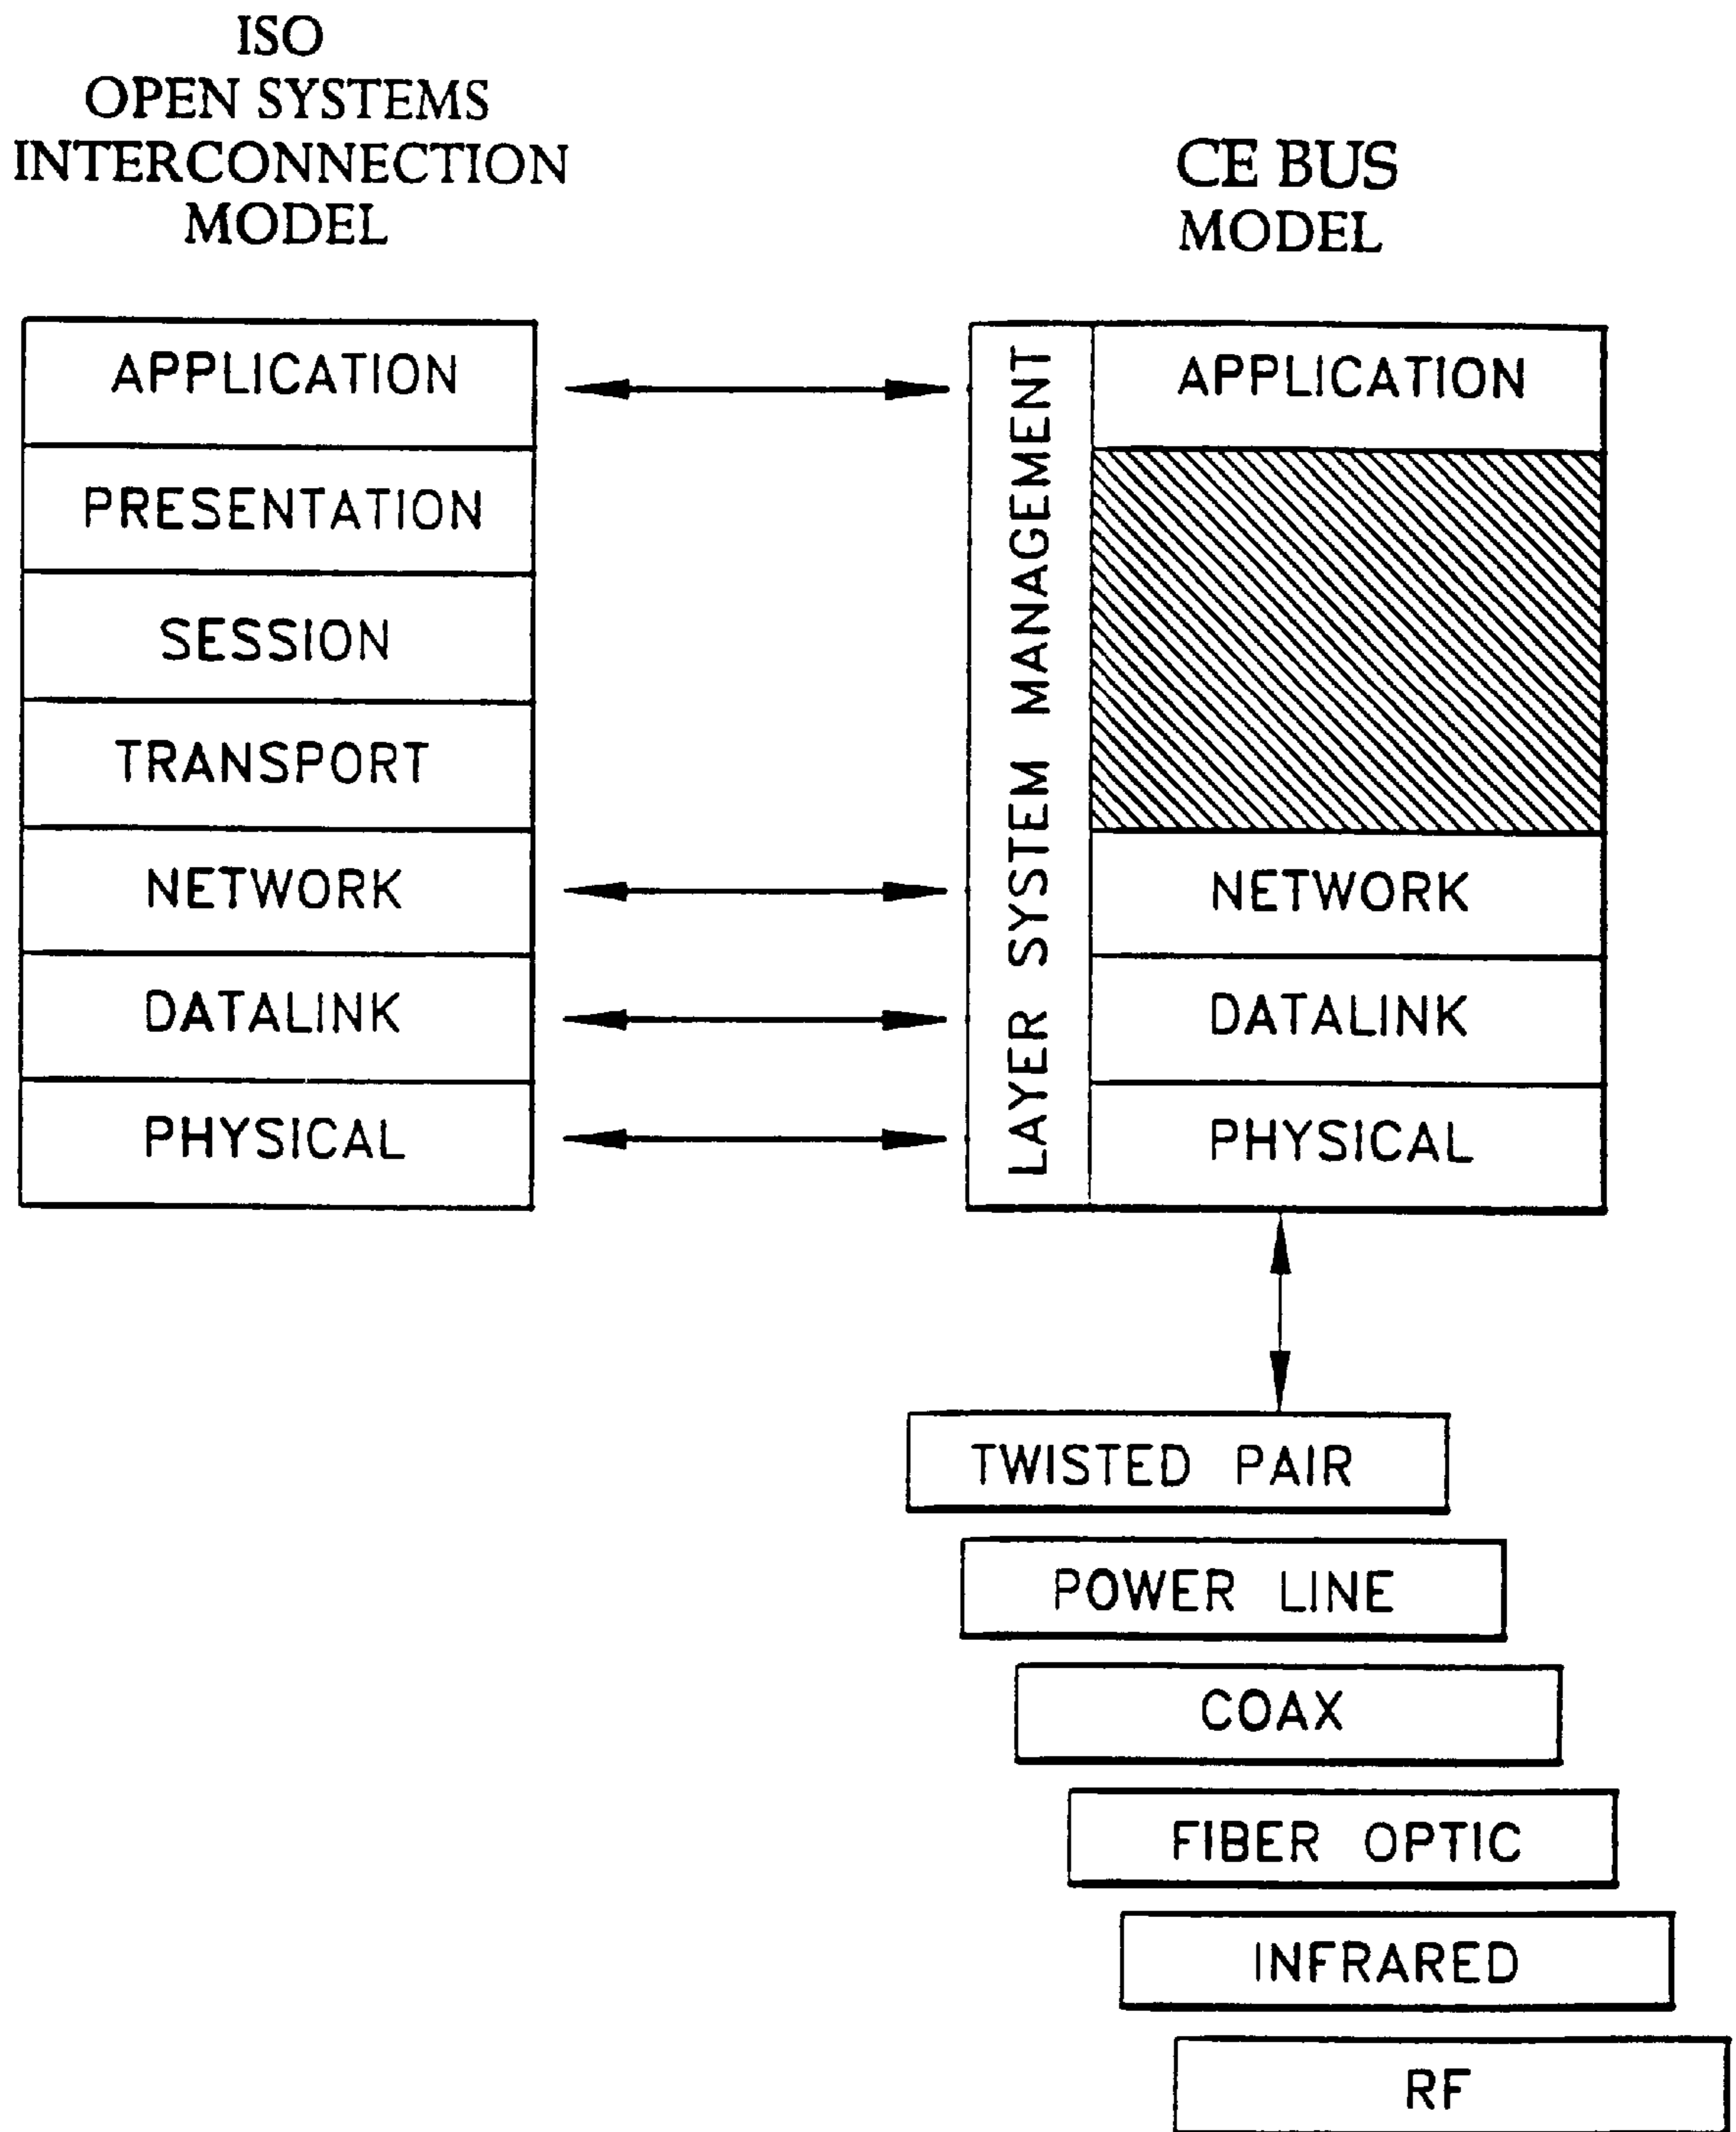 ISO
OPEN SYSTEMS
INTERCONNECTION
MODEL
APPLICATION
PRESENTATION
SESSION
TRANSPORT
NETWORK
DATALINK
PHYSICAL
CE BUS
MODEL
LAYER SYSTEM MANAGEMENT
APPLICATION
NETWORK
DATALINK
PHYSICAL
TWISTED PAIR
POWER LINE
COAX
FIBER OPTIC
INFRARED
RF